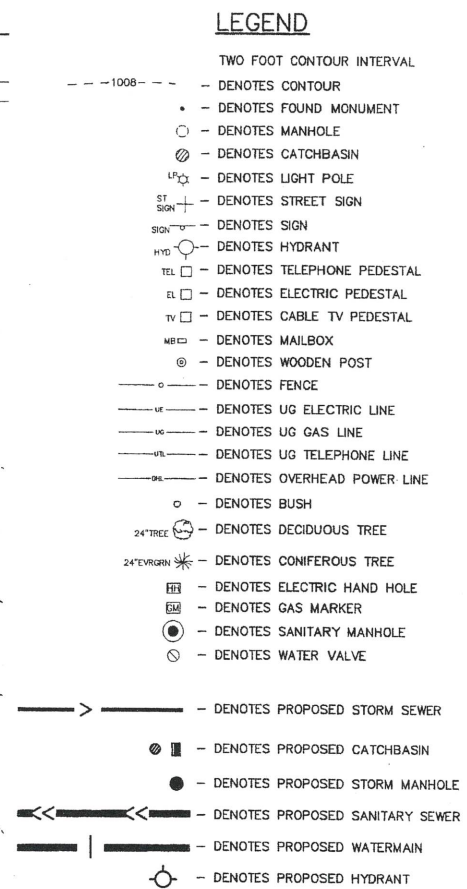 LEGEND
TWO FOOT CONTOUR INTERVAL
1008 - DENOTES CONTOUR
- DENOTES FOUND MONUMENT
- DENOTES MANHOLE
- DENOTES CATCHBASIN
LP - DENOTES LIGHT POLE
ST SIGN - DENOTES STREET SIGN
SIGN - DENOTES SIGN
HYD - DENOTES HYDRANT
TEL - DENOTES TELEPHONE PEDESTAL
EL - DENOTES ELECTRIC PEDESTAL
TV - DENOTES CABLE TV PEDESTAL
MB - DENOTES MAILBOX
- DENOTES WOODEN POST
- DENOTES FENCE
UE - DENOTES UG ELECTRIC LINE
UG - DENOTES UG GAS LINE
UTL - DENOTES UG TELEPHONE LINE
OHL - DENOTES OVERHEAD POWER LINE
- DENOTES BUSH
24"TREE - DENOTES DECIDUOUS TREE
24"EVRGRN - DENOTES CONIFEROUS TREE
HH - DENOTES ELECTRIC HAND HOLE
GM - DENOTES GAS MARKER
- DENOTES SANITARY MANHOLE
- DENOTES WATER VALVE
- DENOTES PROPOSED STORM SEWER
- DENOTES PROPOSED CATCHBASIN
- DENOTES PROPOSED STORM MANHOLE
- DENOTES PROPOSED SANITARY SEWER
- DENOTES PROPOSED WATERMAIN
- DENOTES PROPOSED HYDRANT